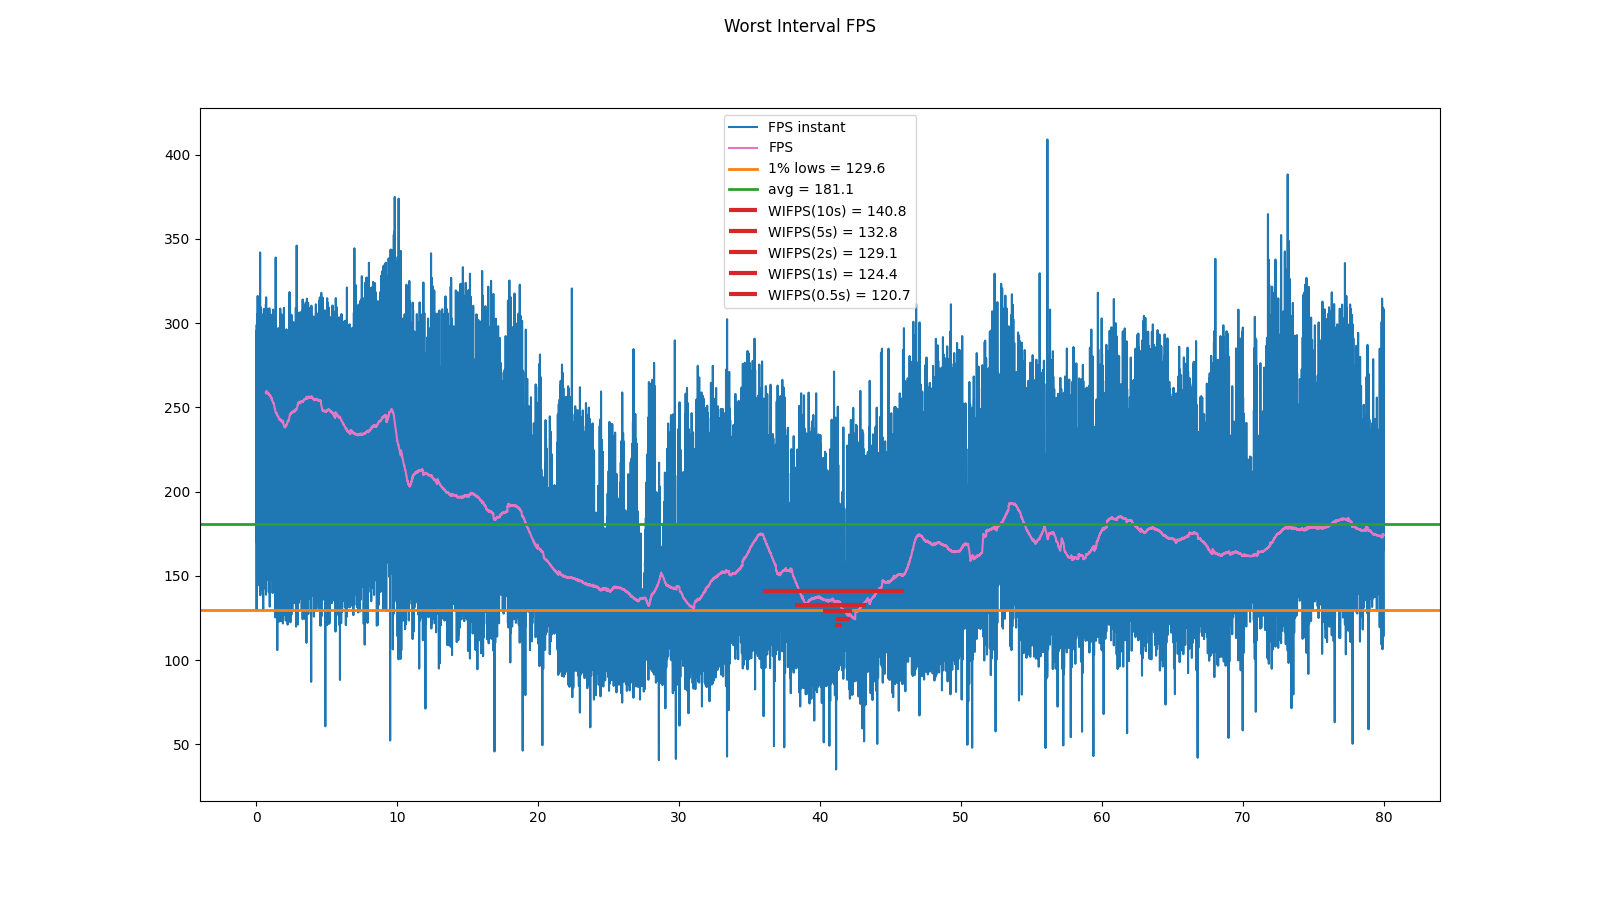 Worst Interval FPS
FPS instant
FPS
1% lows = 129.6
avg = 181.1
WIFPS(10s) = 140.8
WIFPS(5s) = 132.8
WIFPS(2s) = 129.1
WIFPS(1s) = 124.4
WIFPS(0.5s) = 120.7
400
350
300
250
200
150
100
50
0 10 20 30 40 50 60 70 80